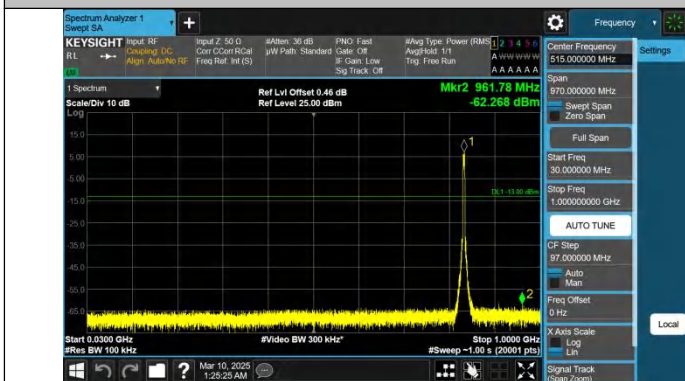 Spectrum Analyzer 1
Swept SA
Frequency
KEYSIGHT
RL
Input: RF
Coupling: DC
Align: Auto/No RF
Input Z: 50 Ω
Corr CCorr RCal
Freq Ref: Int (S)
#Atten: 36 dB
µW Path: Standard
PNO: Fast
Gate: Off
IF Gain: Low
Sig Track: Off
#Avg Type: Power (RMS
Avg|Hold: 1/1
Trig: Free Run
1 2 3 4 5 6
A W W W W W
A A A A A A
1 Spectrum
Scale/Div 10 dB
Log
Ref Lvl Offset 0.46 dB
Ref Level 25.00 dBm
Mkr2 961.78 MHz
-62.268 dBm
15.0
5.00
-5.00
-15.0
-25.0
-35.0
-45.0
-55.0
-65.0
1
DL1 -13.00 dBm
2
Start 0.0300 GHz
#Res BW 100 kHz
#Video BW 300 kHz*
Stop 1.0000 GHz
#Sweep ~1.00 s (20001 pts)
Mar 10, 2025
1:25:25 AM
Center Frequency
515.000000 MHz
Settings
Span
970.000000 MHz
Swept Span
Zero Span
Full Span
Start Freq
30.000000 MHz
Stop Freq
1.000000000 GHz
AUTO TUNE
CF Step
97.000000 MHz
Auto
Man
Freq Offset
0 Hz
X Axis Scale
Log
Lin
Local
Signal Track
(Span Zoom)